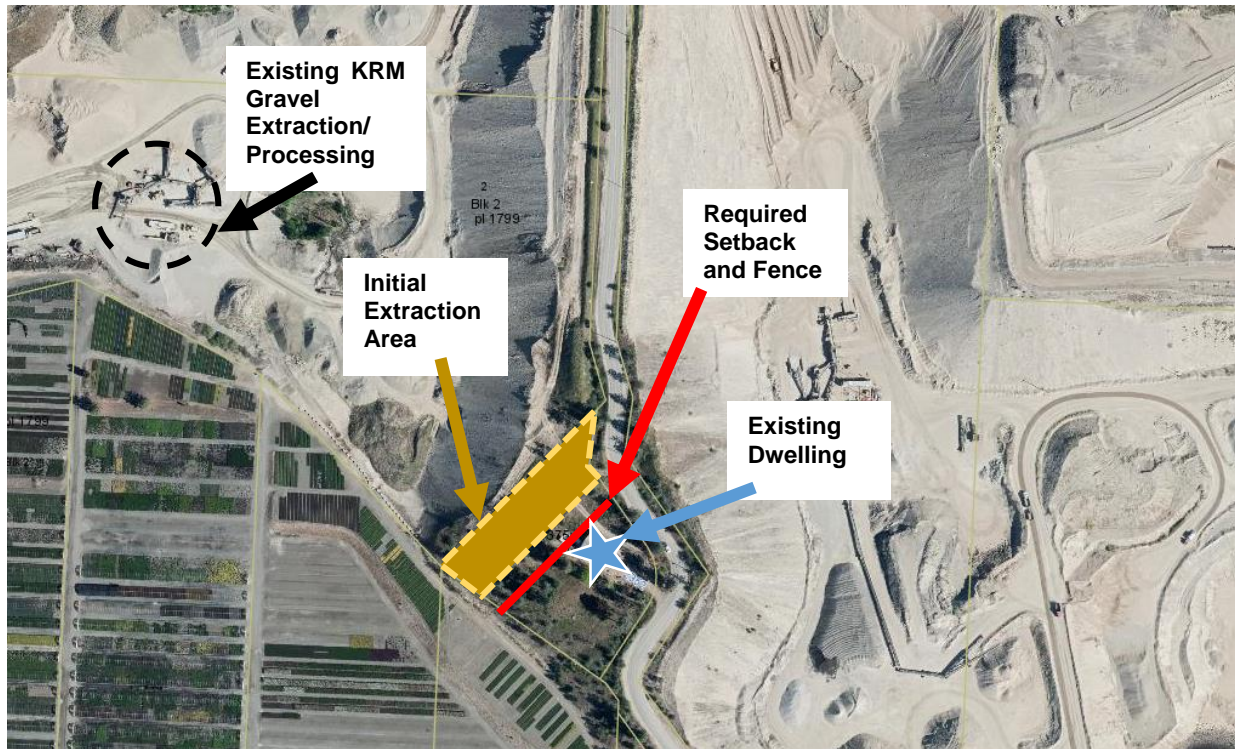 Existing KRM
Gravel
Extraction/
Processing
2
Blk 2
pl 1799
Required
Setback
and Fence
Initial
Extraction
Area
Existing
Dwelling